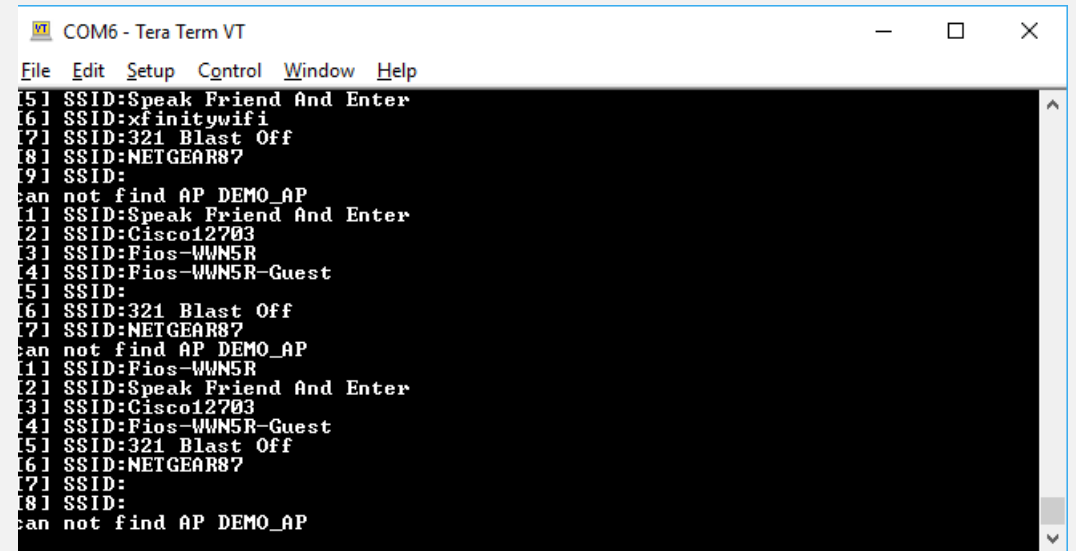 COM6 - Tera Term VT
File Edit Setup Control Window Help
[5] SSID:Speak Friend And Enter
[6] SSID:xfinitywifi
[7] SSID:321 Blast Off
[8] SSID:NETGEAR87
[9] SSID:
can not find AP DEMO_AP
[1] SSID:Speak Friend And Enter
[2] SSID:Cisco12703
[3] SSID:Fios-WWN5R
[4] SSID:Fios-WWN5R-Guest
[5] SSID:
[6] SSID:321 Blast Off
[7] SSID:NETGEAR87
can not find AP DEMO_AP
[1] SSID:Fios-WWN5R
[2] SSID:Speak Friend And Enter
[3] SSID:Cisco12703
[4] SSID:Fios-WWN5R-Guest
[5] SSID:321 Blast Off
[6] SSID:NETGEAR87
[7] SSID:
[8] SSID:
can not find AP DEMO_AP